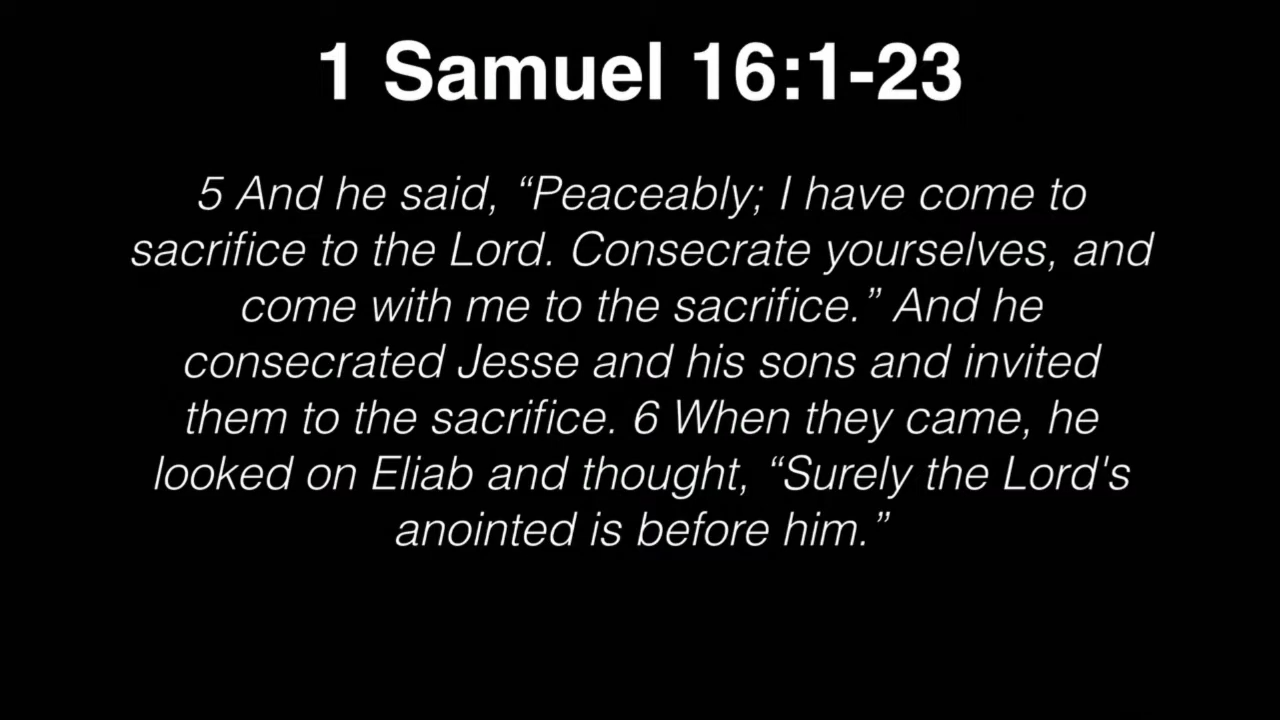 1 Samuel 16:1-23
5 And he said, “Peaceably; I have come to
sacrifice to the Lord. Consecrate yourselves, and
come with me to the sacrifice.” And he
consecrated Jesse and his sons and invited
them to the sacrifice. 6 When they came, he
looked on Eliab and thought, “Surely the Lord's
anointed is before him.”